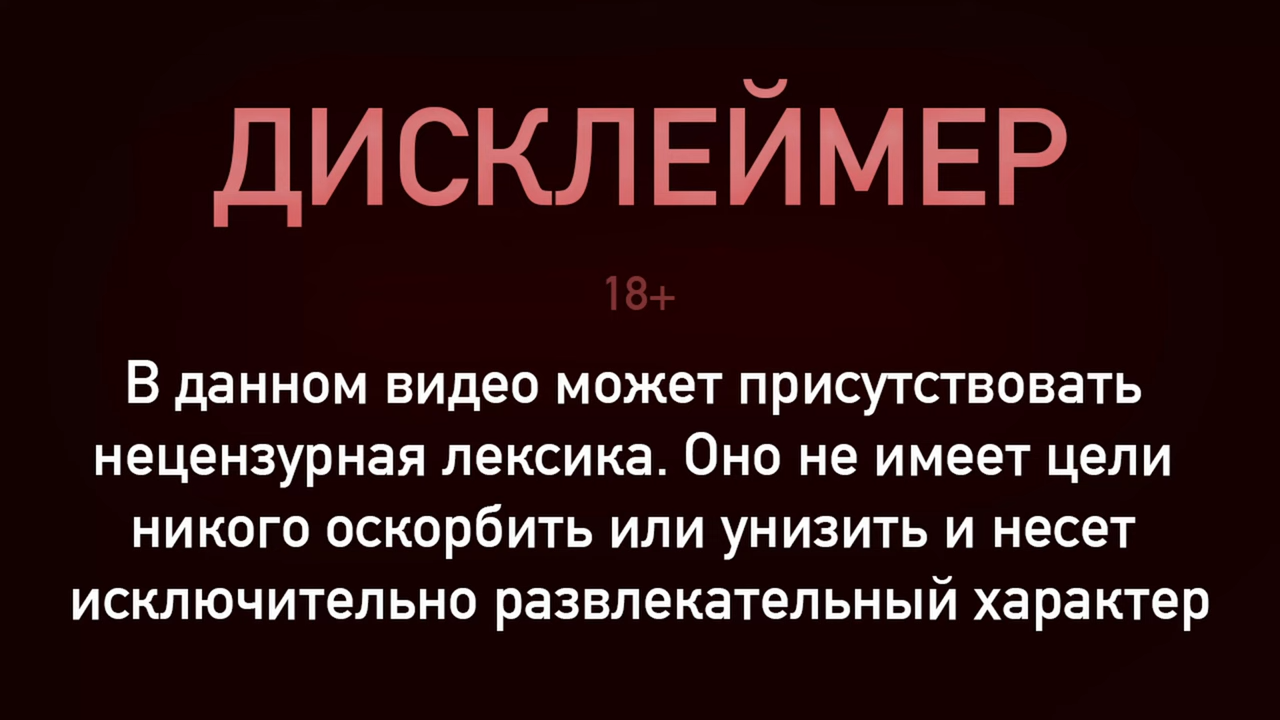 ДИСКЛЕЙМЕР
18+
В данном видео может присутствовать
нецензурная лексика. Оно не имеет цели
никого оскорбить или унизить и несет
исключительно развлекательный характер